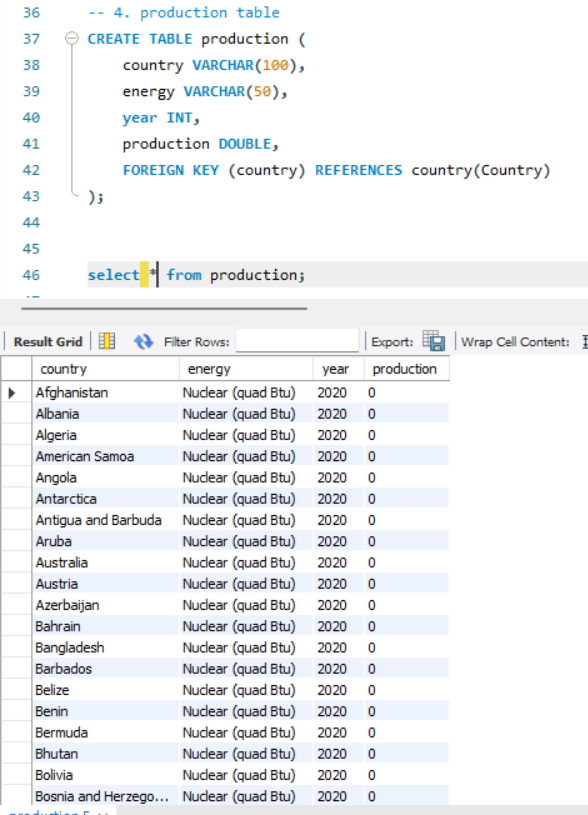 36 -- 4. production table
37 CREATE TABLE production (
38 country VARCHAR(100),
39 energy VARCHAR(50),
40 year INT,
41 production DOUBLE,
42 FOREIGN KEY (country) REFERENCES country(Country)
43 );
44
45
46 select * from production;
Result Grid Filter Rows: Export: Wrap Cell Content:
country energy year production
Afghanistan Nuclear (quad Btu) 2020 0
Albania Nuclear (quad Btu) 2020 0
Algeria Nuclear (quad Btu) 2020 0
American Samoa Nuclear (quad Btu) 2020 0
Angola Nuclear (quad Btu) 2020 0
Antarctica Nuclear (quad Btu) 2020 0
Antigua and Barbuda Nuclear (quad Btu) 2020 0
Aruba Nuclear (quad Btu) 2020 0
Australia Nuclear (quad Btu) 2020 0
Austria Nuclear (quad Btu) 2020 0
Azerbaijan Nuclear (quad Btu) 2020 0
Bahrain Nuclear (quad Btu) 2020 0
Bangladesh Nuclear (quad Btu) 2020 0
Barbados Nuclear (quad Btu) 2020 0
Belize Nuclear (quad Btu) 2020 0
Benin Nuclear (quad Btu) 2020 0
Bermuda Nuclear (quad Btu) 2020 0
Bhutan Nuclear (quad Btu) 2020 0
Bolivia Nuclear (quad Btu) 2020 0
Bosnia and Herzego... Nuclear (quad Btu) 2020 0